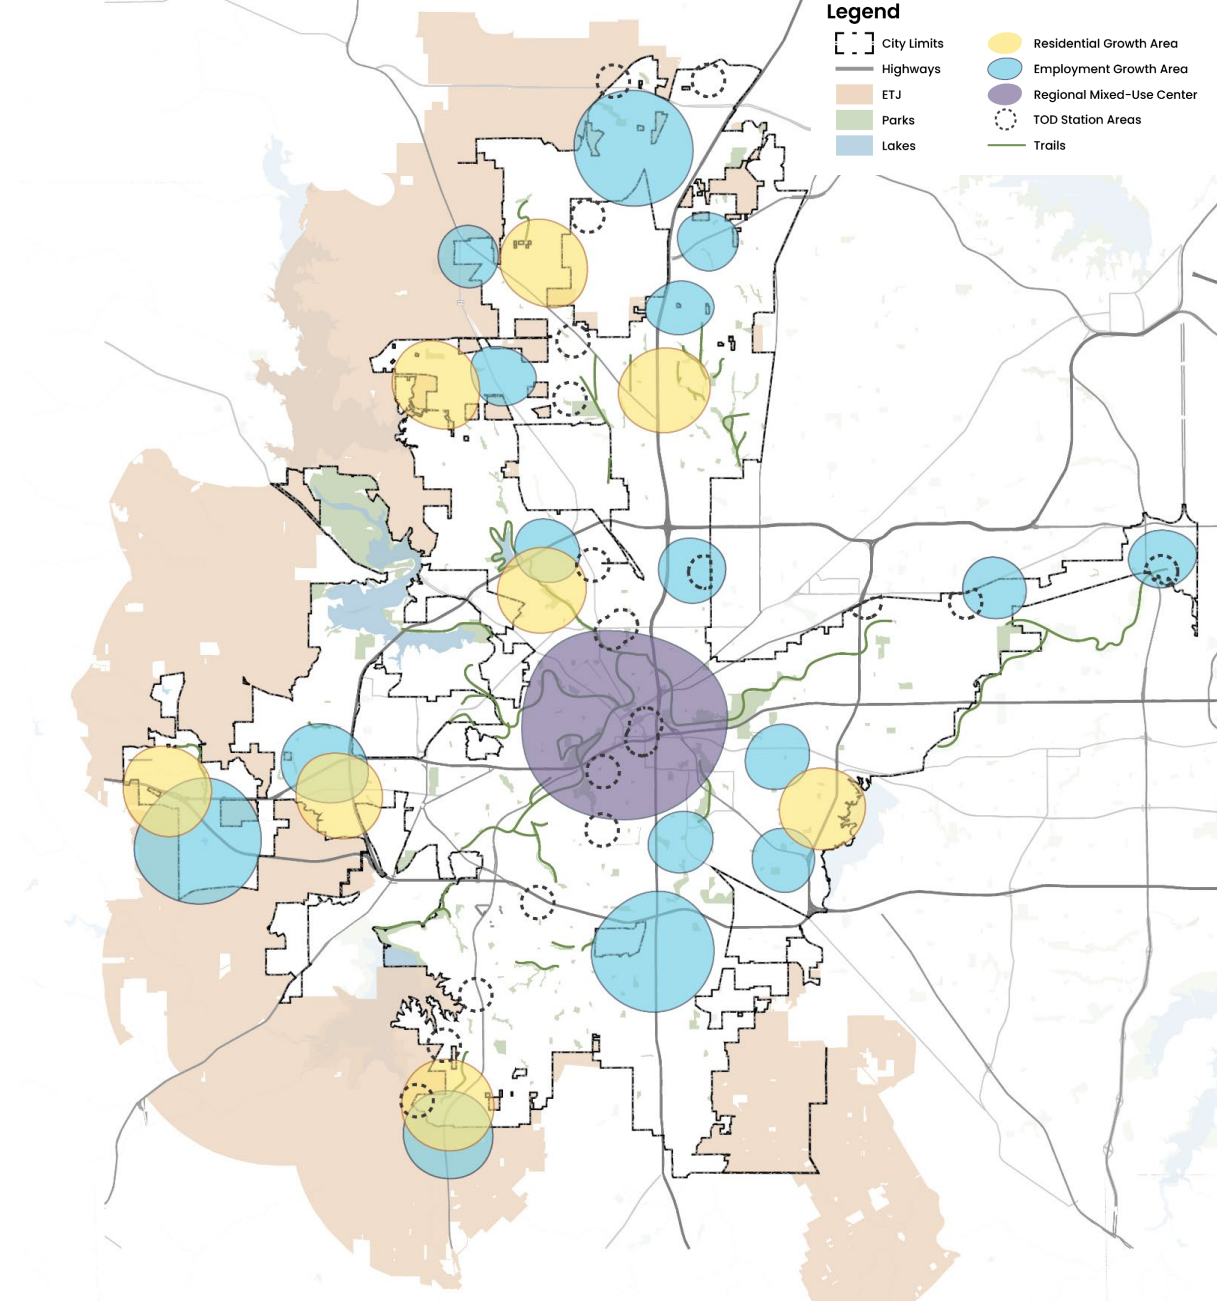 Legend
City Limits
Highways
ETJ
Parks
Lakes
Residential Growth Area
Employment Growth Area
Regional Mixed-Use Center
TOD Station Areas
Trails